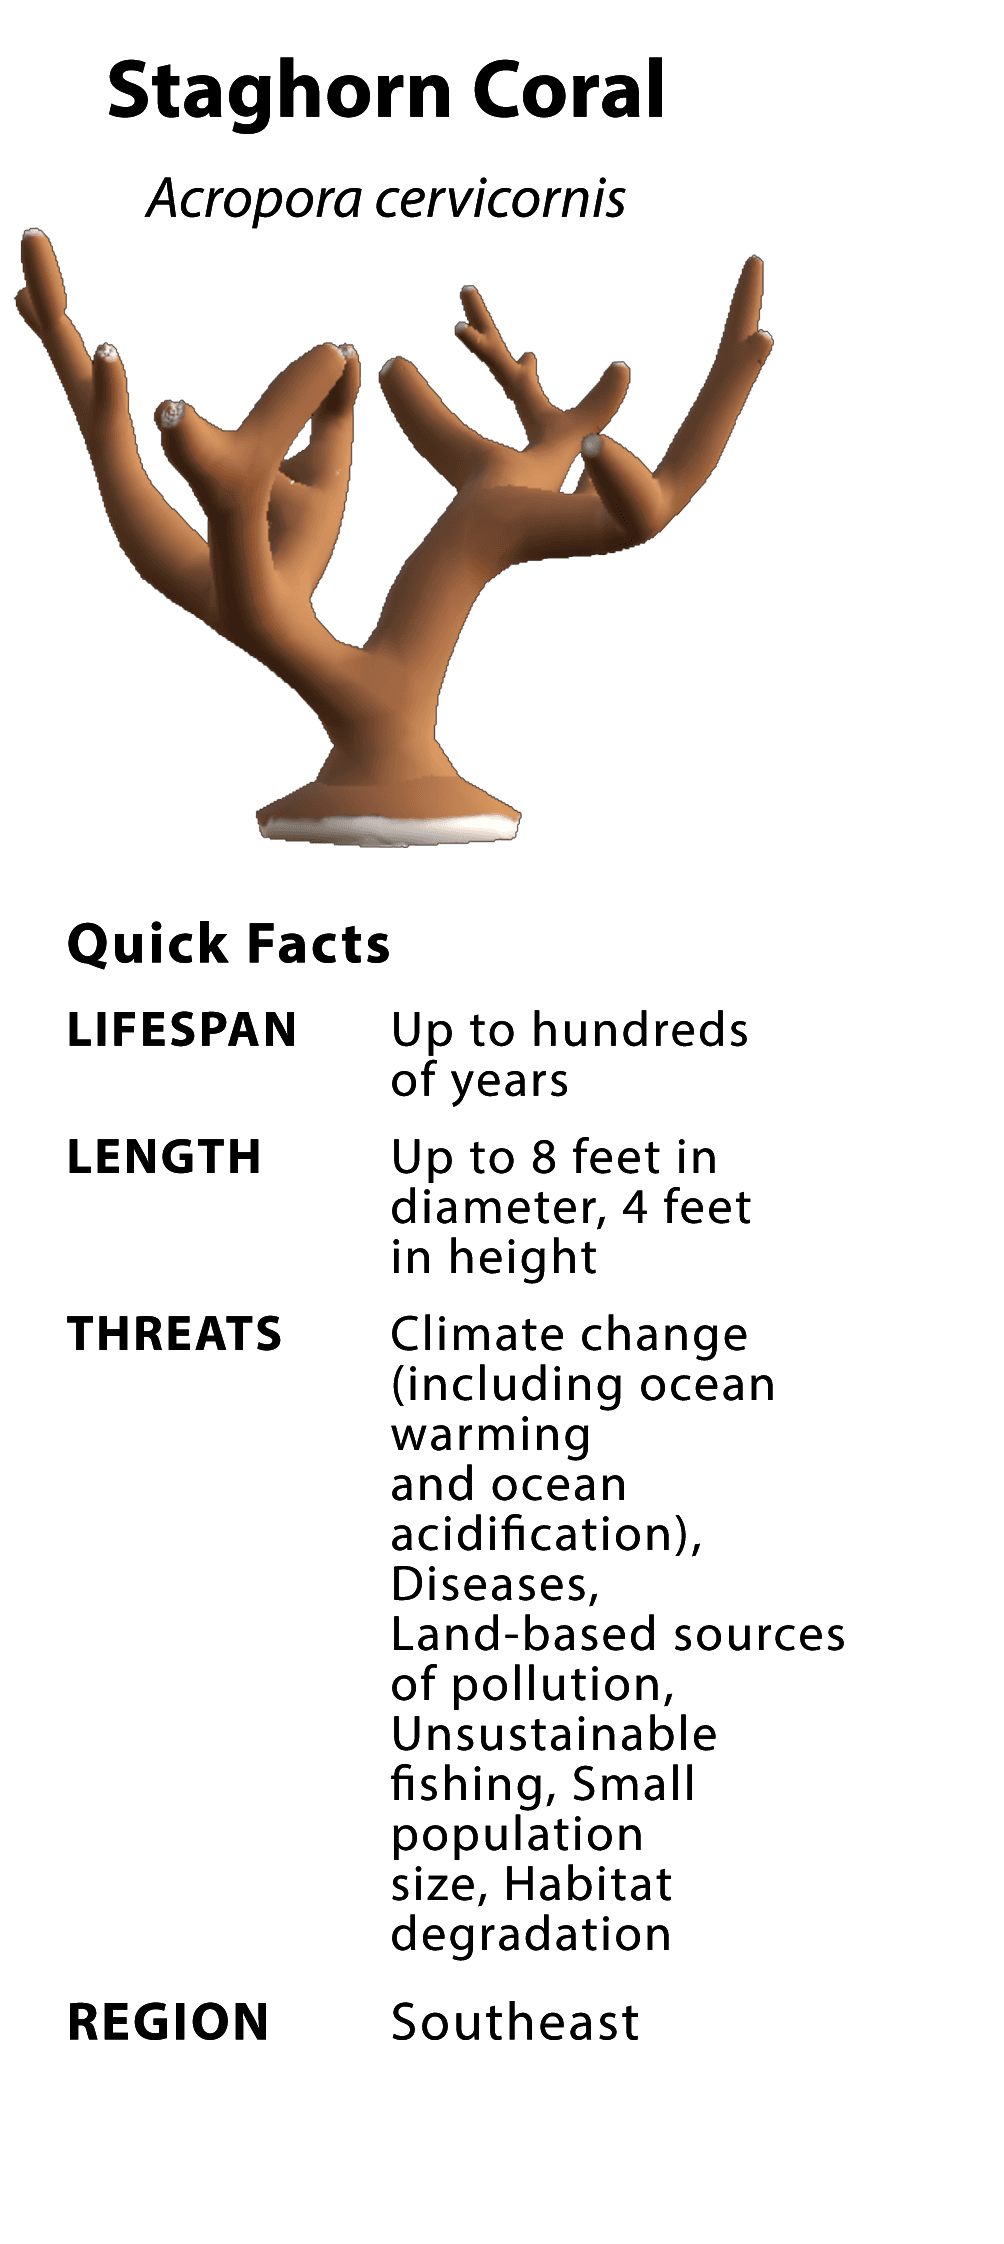 Staghorn Coral
Acropora cervicornis
Quick Facts
LIFESPAN Up to hundreds
of years
LENGTH Up to 8 feet in
diameter, 4 feet
in height
THREATS Climate change
(including ocean
warming
and ocean
acidification),
Diseases,
Land-based sources
of pollution,
Unsustainable
fishing, Small
population
size, Habitat
degradation
REGION Southeast